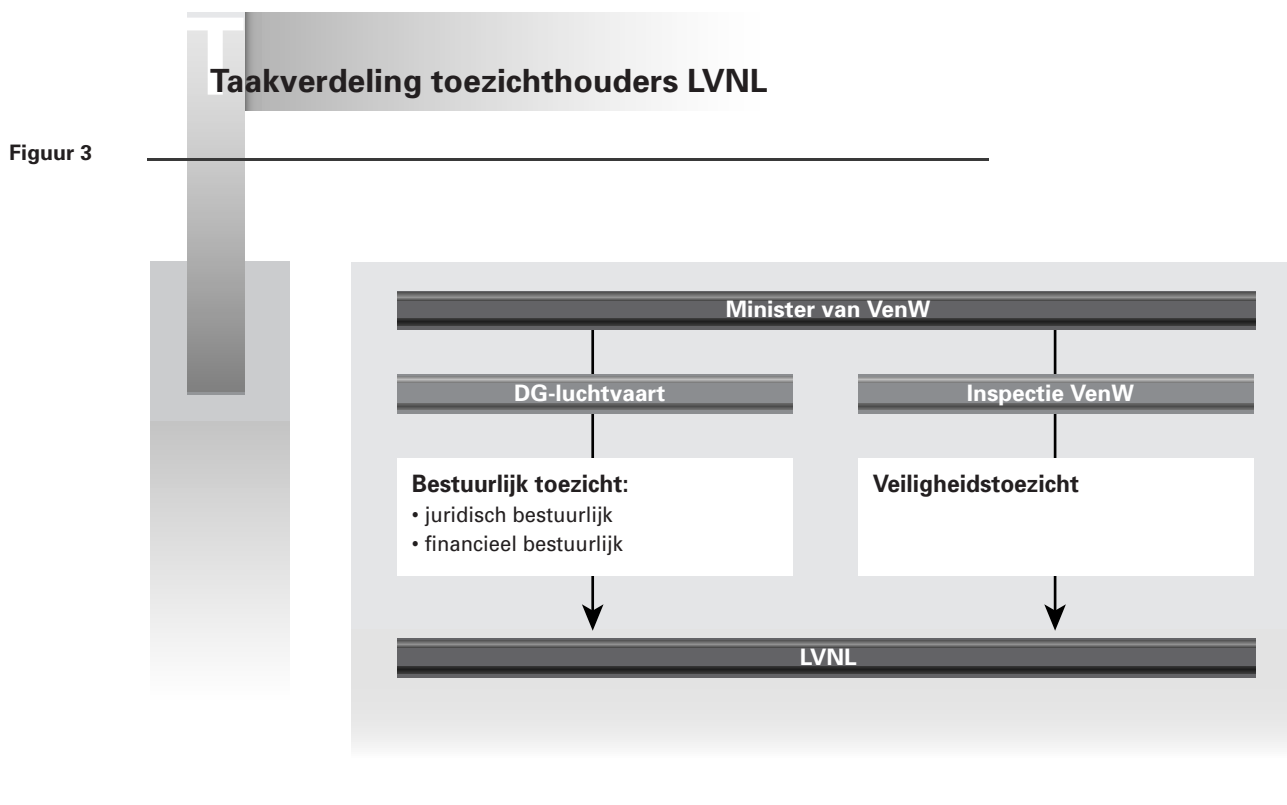 Taakverdeling toezichthouders LVNL
Figuur 3
Minister van VenW
DG-luchtvaart
Inspectie VenW
Bestuurlijk toezicht:
• juridisch bestuurlijk
• financieel bestuurlijk
Veiligheidstoezicht
LVNL